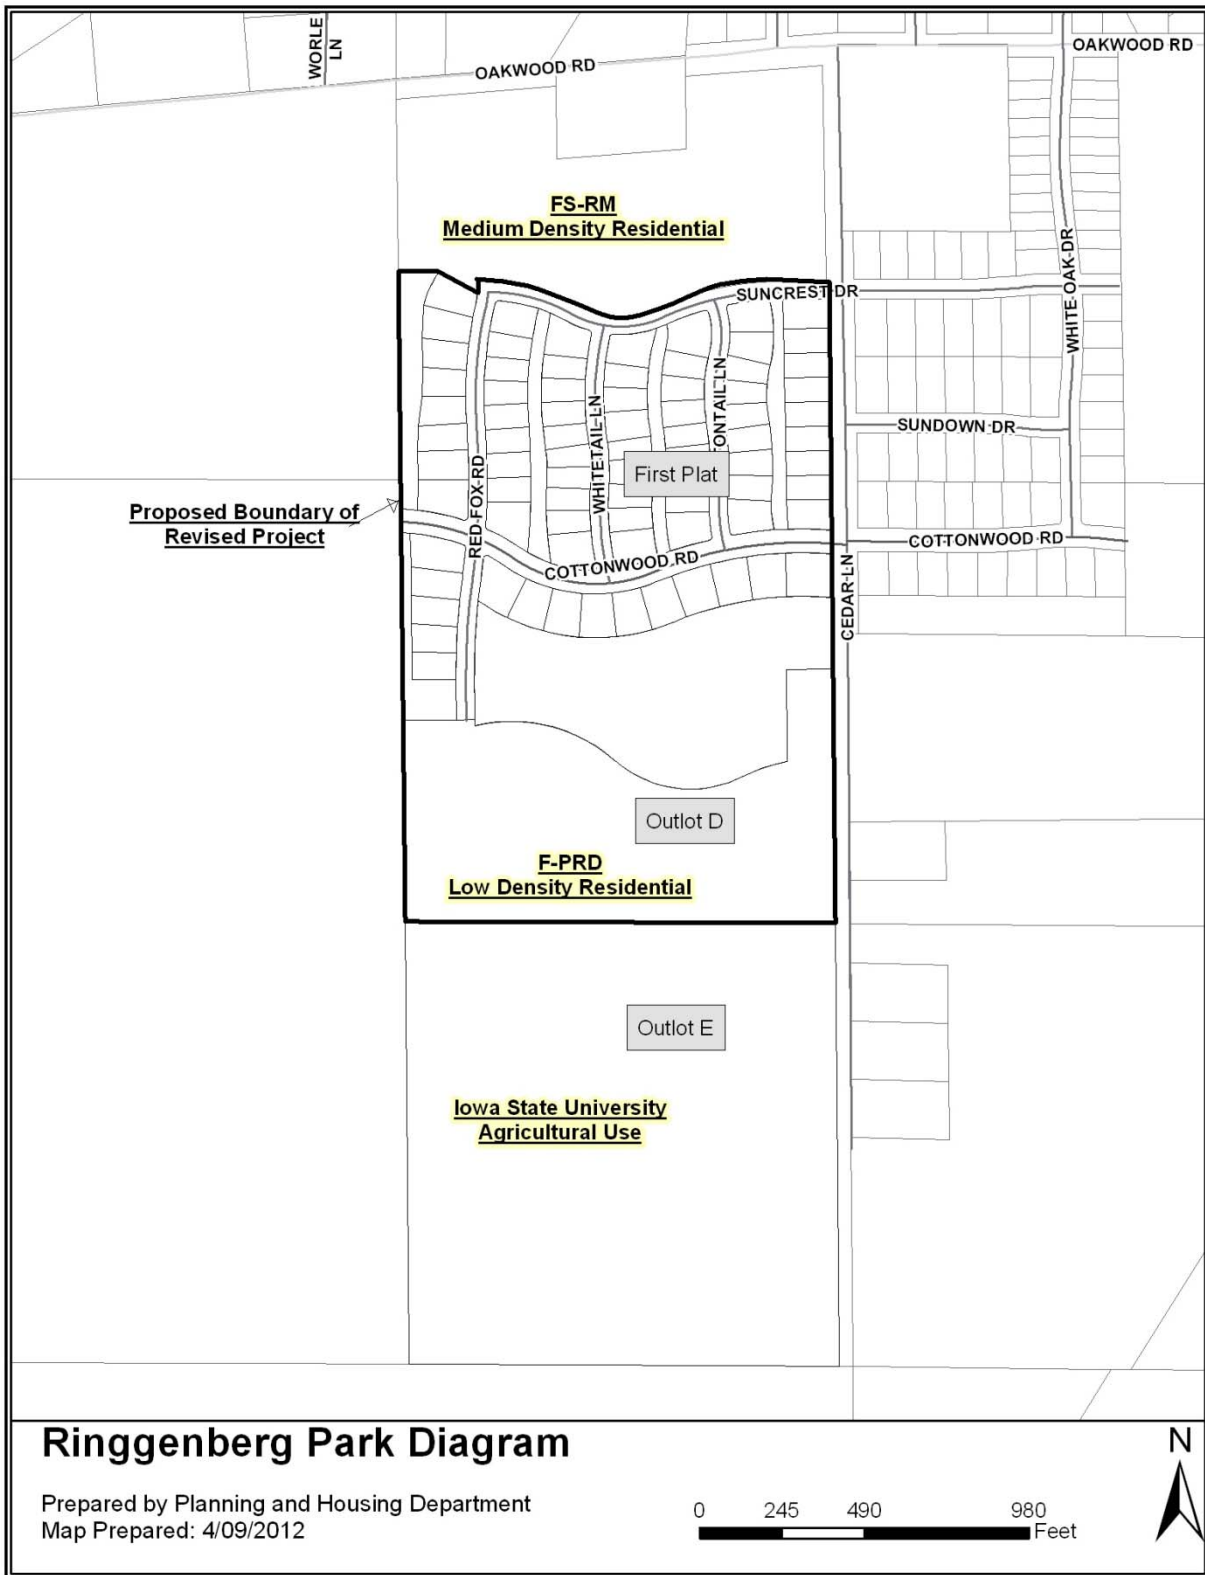 WORLE
LN
OAKWOOD RD
OAKWOOD RD
FS-RM
Medium Density Residential
SUNCREST DR
WHITE OAK DR
SUNDOWN DR
WHITETAIL LN
ONTAIL LN
First Plat
RED FOX RD
Proposed Boundary of
Revised Project
COTTONWOOD RD
COTTONWOOD RD
CEDAR LN
Outlot D
F-PRD
Low Density Residential
Outlot E
Iowa State University
Agricultural Use
Ringgenberg Park Diagram
Prepared by Planning and Housing Department
Map Prepared: 4/09/2012
0 245 490 980
Feet
N